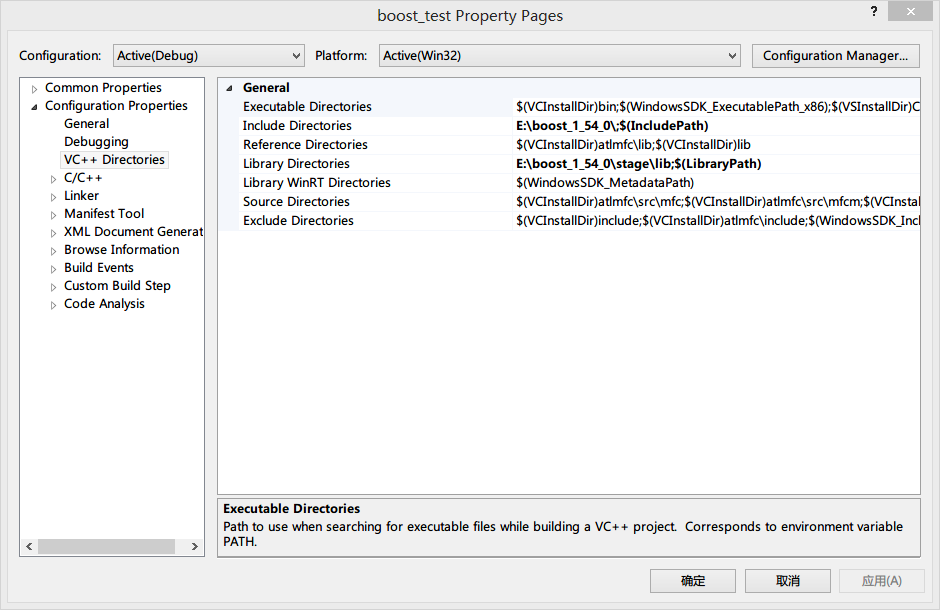 boost_test Property Pages
?
Configuration: Active(Debug) Platform: Active(Win32) Configuration Manager...
Common Properties
Configuration Properties
General
Debugging
VC++ Directories
C/C++
Linker
Manifest Tool
XML Document Generat
Browse Information
Build Events
Custom Build Step
Code Analysis
General
Executable Directories $(VCInstallDir)bin;$(WindowsSDK_ExecutablePath_x86);$(VSInstallDir)C
Include Directories E:\boost_1_54_0\;$(IncludePath)
Reference Directories $(VCInstallDir)atlmfc\lib;$(VCInstallDir)lib
Library Directories E:\boost_1_54_0\stage\lib;$(LibraryPath)
Library WinRT Directories $(WindowsSDK_MetadataPath)
Source Directories $(VCInstallDir)atlmfc\src\mfc;$(VCInstallDir)atlmfc\src\mfcm;$(VCInstal
Exclude Directories $(VCInstallDir)include;$(VCInstallDir)atlmfc\include;$(WindowsSDK_Incl
Executable Directories
Path to use when searching for executable files while building a VC++ project. Corresponds to environment variable
PATH.
确定 取消 应用(A)